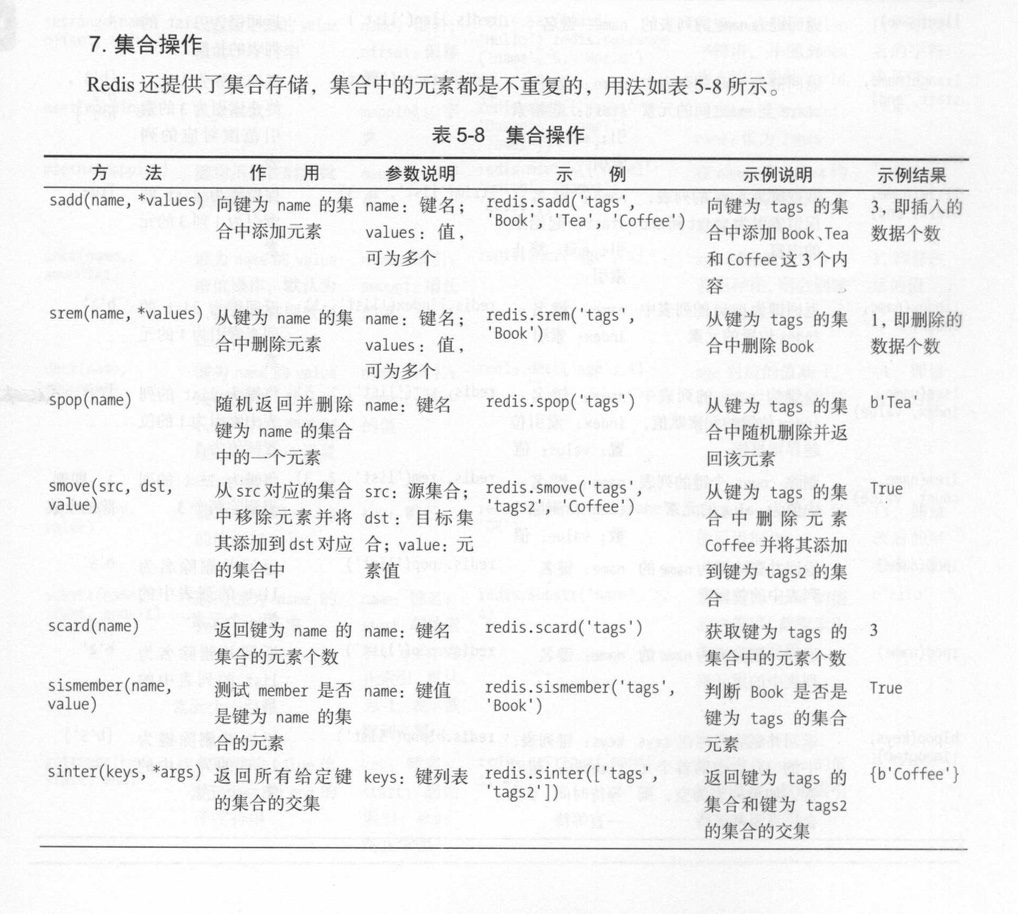 7. 集合操作
Redis 还提供了集合存储，集合中的元素都是不重复的，用法如表 5-8 所示。
表 5-8 集合操作
方 法 作 用 参数说明 示 例 示例说明 示例结果
sadd(name, *values) 向键为 name 的集 name：键名； redis.sadd('tags', 向键为 tags 的集 3，即插入的
合中添加元素 values：值， 'Book', 'Tea', 'Coffee') 合中添加 Book、Tea 数据个数
可为多个 和 Coffee 这 3 个内
容
srem(name, *values) 从键为 name 的集 name：键名； redis.srem('tags', 从键为 tags 的集 1，即删除的
合中删除元素 values：值， 'Book') 合中删除 Book 数据个数
可为多个
spop(name) 随机返回并删除 name：键名 redis.spop('tags') 从键为 tags 的集 b'Tea'
键为 name 的集合 合中随机删除并返
中的一个元素 回该元素
smove(src, dst, 从 src 对应的集合 src：源集合； redis.smove('tags', 从键为 tags 的集 True
value) 中移除元素并将 dst：目标集 'tags2', 'Coffee') 合中删除元素
其添加到 dst 对应 合；value：元 Coffee 并将其添加
的集合中 素值 到键为 tags2 的集
合
scard(name) 返回键为 name 的 name：键名 redis.scard('tags') 获取键为 tags 的 3
集合的元素个数 集合中的元素个数
sismember(name, 测试 member 是否 name：键值 redis.sismember('tags', 判断 Book 是否是 True
value) 是键为 name 的集 'Book') 键为 tags 的集合
合的元素 元素
sinter(keys, *args) 返回所有给定键 keys：键列表 redis.sinter(['tags', 返回键为 tags 的 {b'Coffee'}
的集合的交集 'tags2']) 集合和键为 tags2
的集合的交集